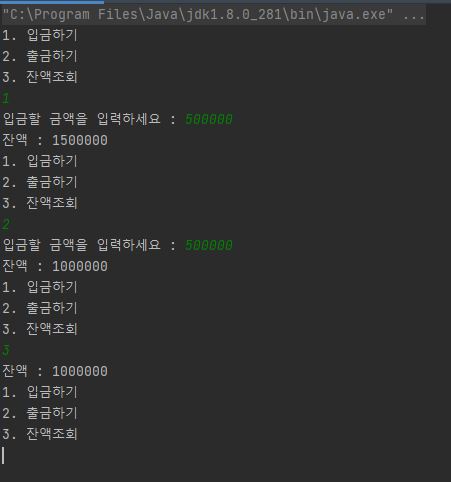 "C:\Program Files\Java\jdk1.8.0_281\bin\java.exe" ...
1. 입금하기
2. 출금하기
3. 잔액조회
1
입금할 금액을 입력하세요 : 500000
잔액 : 1500000
1. 입금하기
2. 출금하기
3. 잔액조회
2
입금할 금액을 입력하세요 : 500000
잔액 : 1000000
1. 입금하기
2. 출금하기
3. 잔액조회
3
잔액 : 1000000
1. 입금하기
2. 출금하기
3. 잔액조회